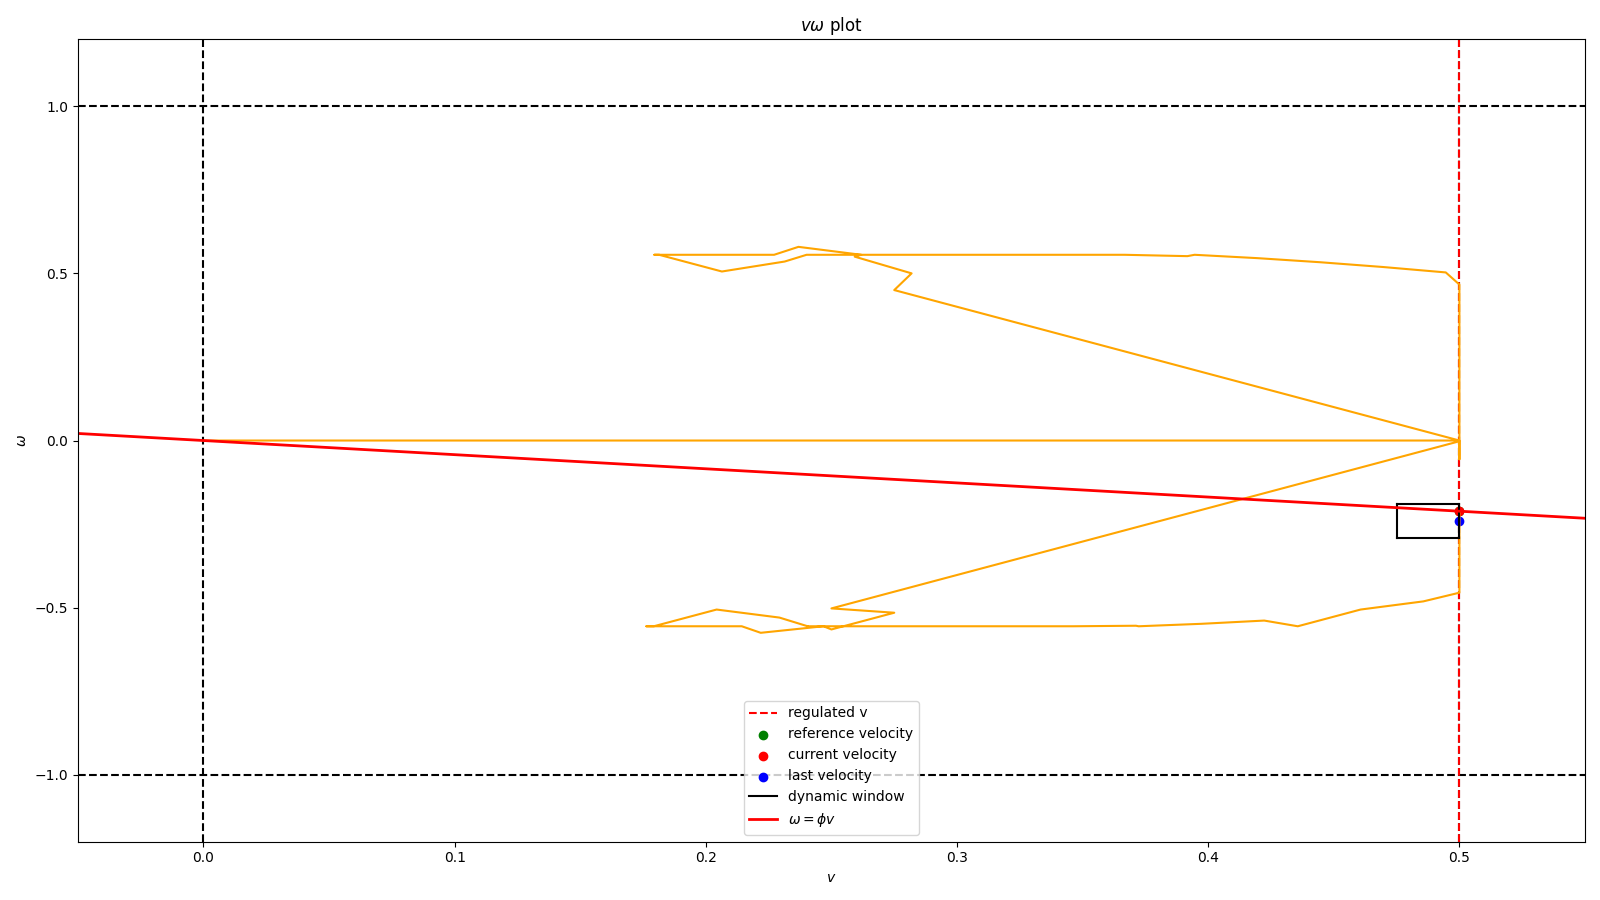 vω plot
1.0
0.5
0.0
−0.5
−1.0
ω
0.0 0.1 0.2 0.3 0.4 0.5
v
regulated v
reference velocity
current velocity
last velocity
dynamic window
ω = ϕv